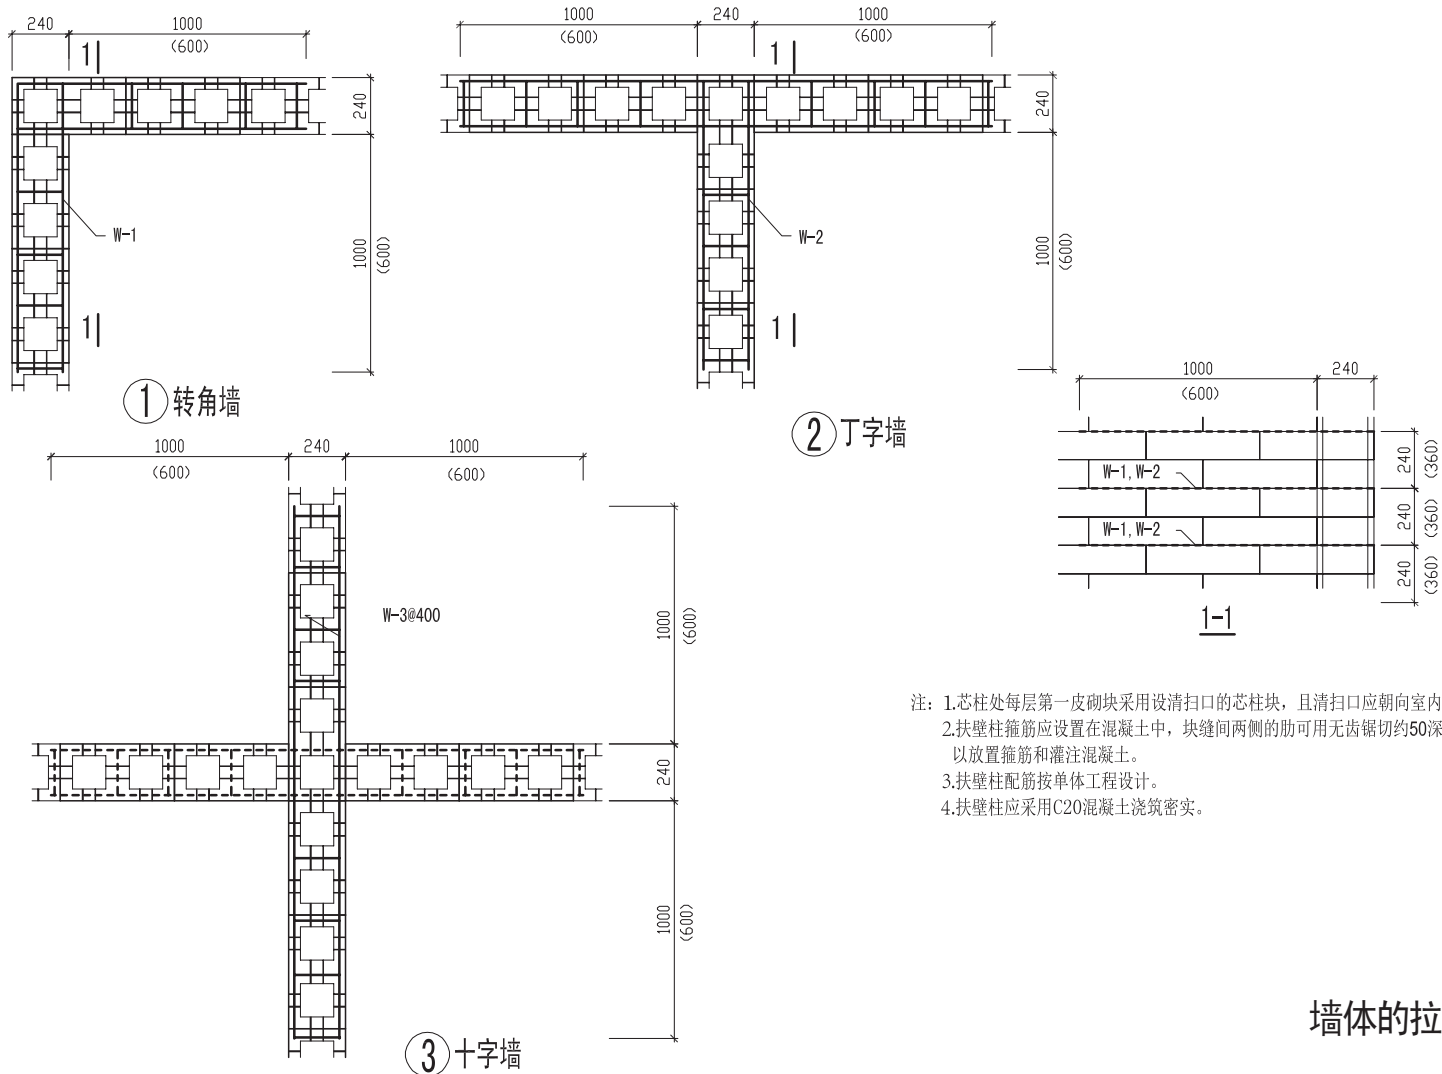 240
1000
(600)
1
240
1000
(600)
W-1
1
① 转角墙
1000
(600)
240
1000
(600)
1
240
1000
(600)
W-2
1
② 丁字墙
1000
(600)
240
W-1, W-2
W-1, W-2
240
(360)
240
(360)
240
(360)
1-1
1000
(600)
240
1000
(600)
W-3@400
1000
(600)
240
1000
(600)
③ 十字墙
注：1.芯柱处每层第一皮砌块采用设清扫口的芯柱块，且清扫口应朝向室内
2.扶壁柱箍筋应设置在混凝土中，块缝间两侧的肋可用无齿锯切约50深
以放置箍筋和灌注混凝土。
3.扶壁柱配筋按单体工程设计。
4.扶壁柱应采用C20混凝土浇筑密实。
墙体的拉